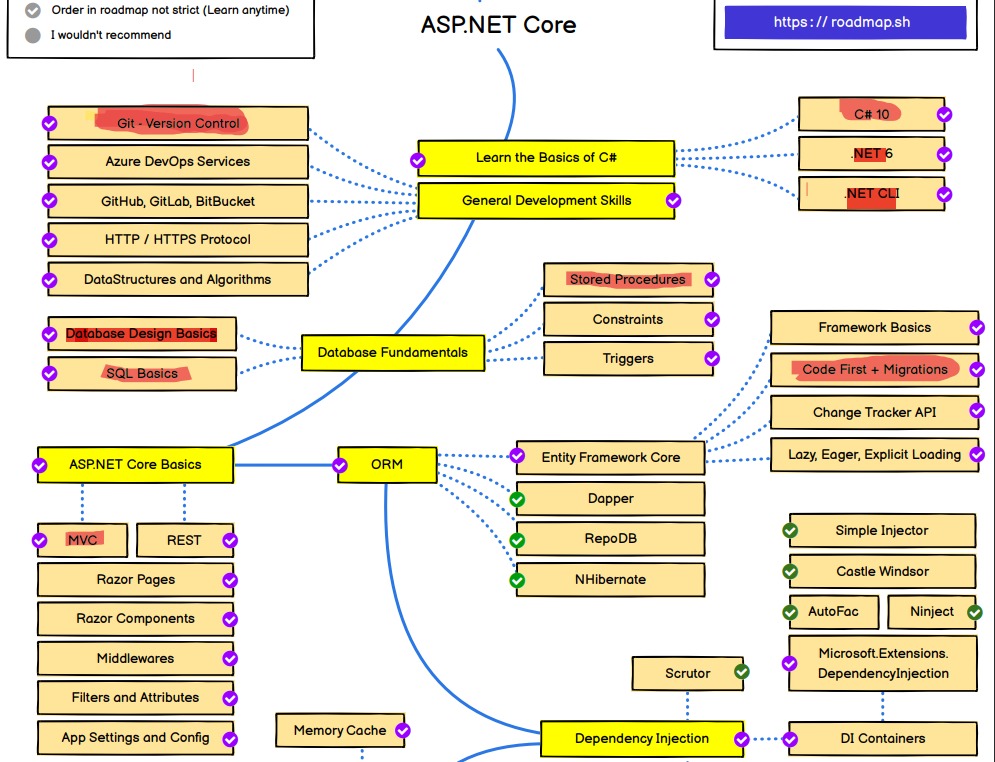 Order in roadmap not strict (Learn anytime)
I wouldn't recommend
ASP.NET Core
https://roadmap.sh
Git - Version Control
Azure DevOps Services
GitHub, GitLab, BitBucket
HTTP / HTTPS Protocol
DataStructures and Algorithms
Learn the Basics of C#
General Development Skills
C# 10
.NET 6
.NET CLI
Database Design Basics
SQL Basics
Database Fundamentals
Stored Procedures
Constraints
Triggers
Framework Basics
Code First + Migrations
Change Tracker API
Lazy, Eager, Explicit Loading
ASP.NET Core Basics
ORM
Entity Framework Core
Dapper
RepoDB
NHibernate
MVC
REST
Razor Pages
Razor Components
Middlewares
Filters and Attributes
App Settings and Config
Simple Injector
Castle Windsor
AutoFac
Ninject
Microsoft.Extensions.
DependencyInjection
Scrutor
Memory Cache
Dependency Injection
DI Containers